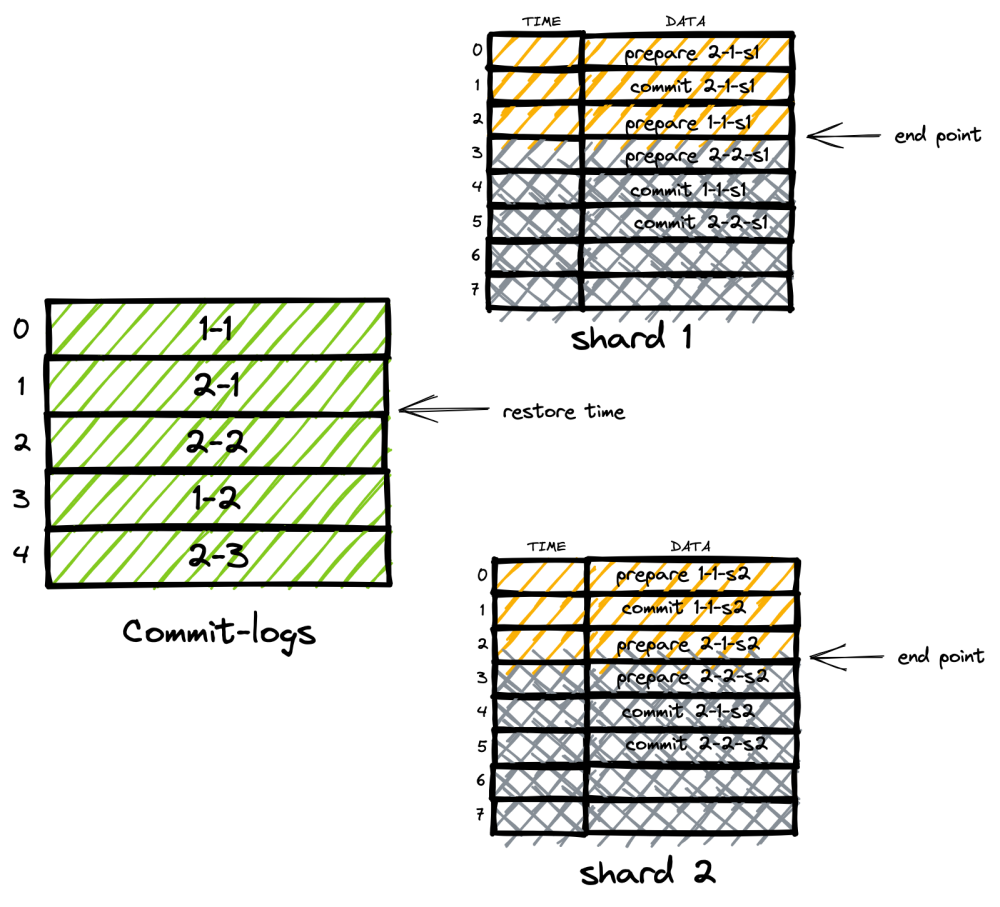 TIME DATA
0 prepare 2-1-s1
1 commit 2-1-s1
2 prepare 1-1-s1
end point
3 prepare 2-2-s1
4 commit 1-1-s1
5 commit 2-2-s1
6
7
shard 1
0 1-1
1 2-1
restore time
2 2-2
3 1-2
4 2-3
Commit-logs
TIME DATA
0 prepare 1-1-s2
1 commit 1-1-s2
2 prepare 2-1-s2
end point
3 prepare 2-2-s2
4 commit 2-1-s2
5 commit 2-2-s2
6
7
shard 2